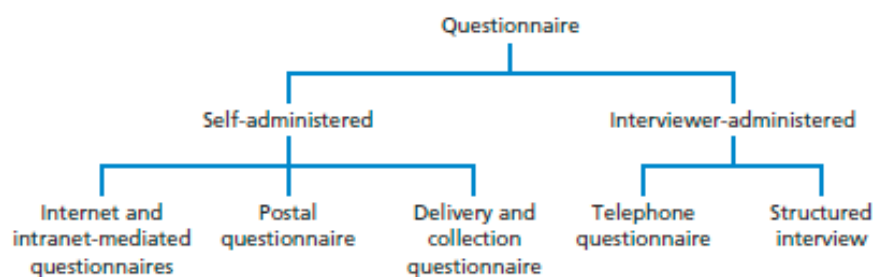 Questionnaire
Self-administered
Interviewer-administered
Internet and
intranet-mediated
questionnaires
Postal
questionnaire
Delivery and
collection
questionnaire
Telephone
questionnaire
Structured
interview